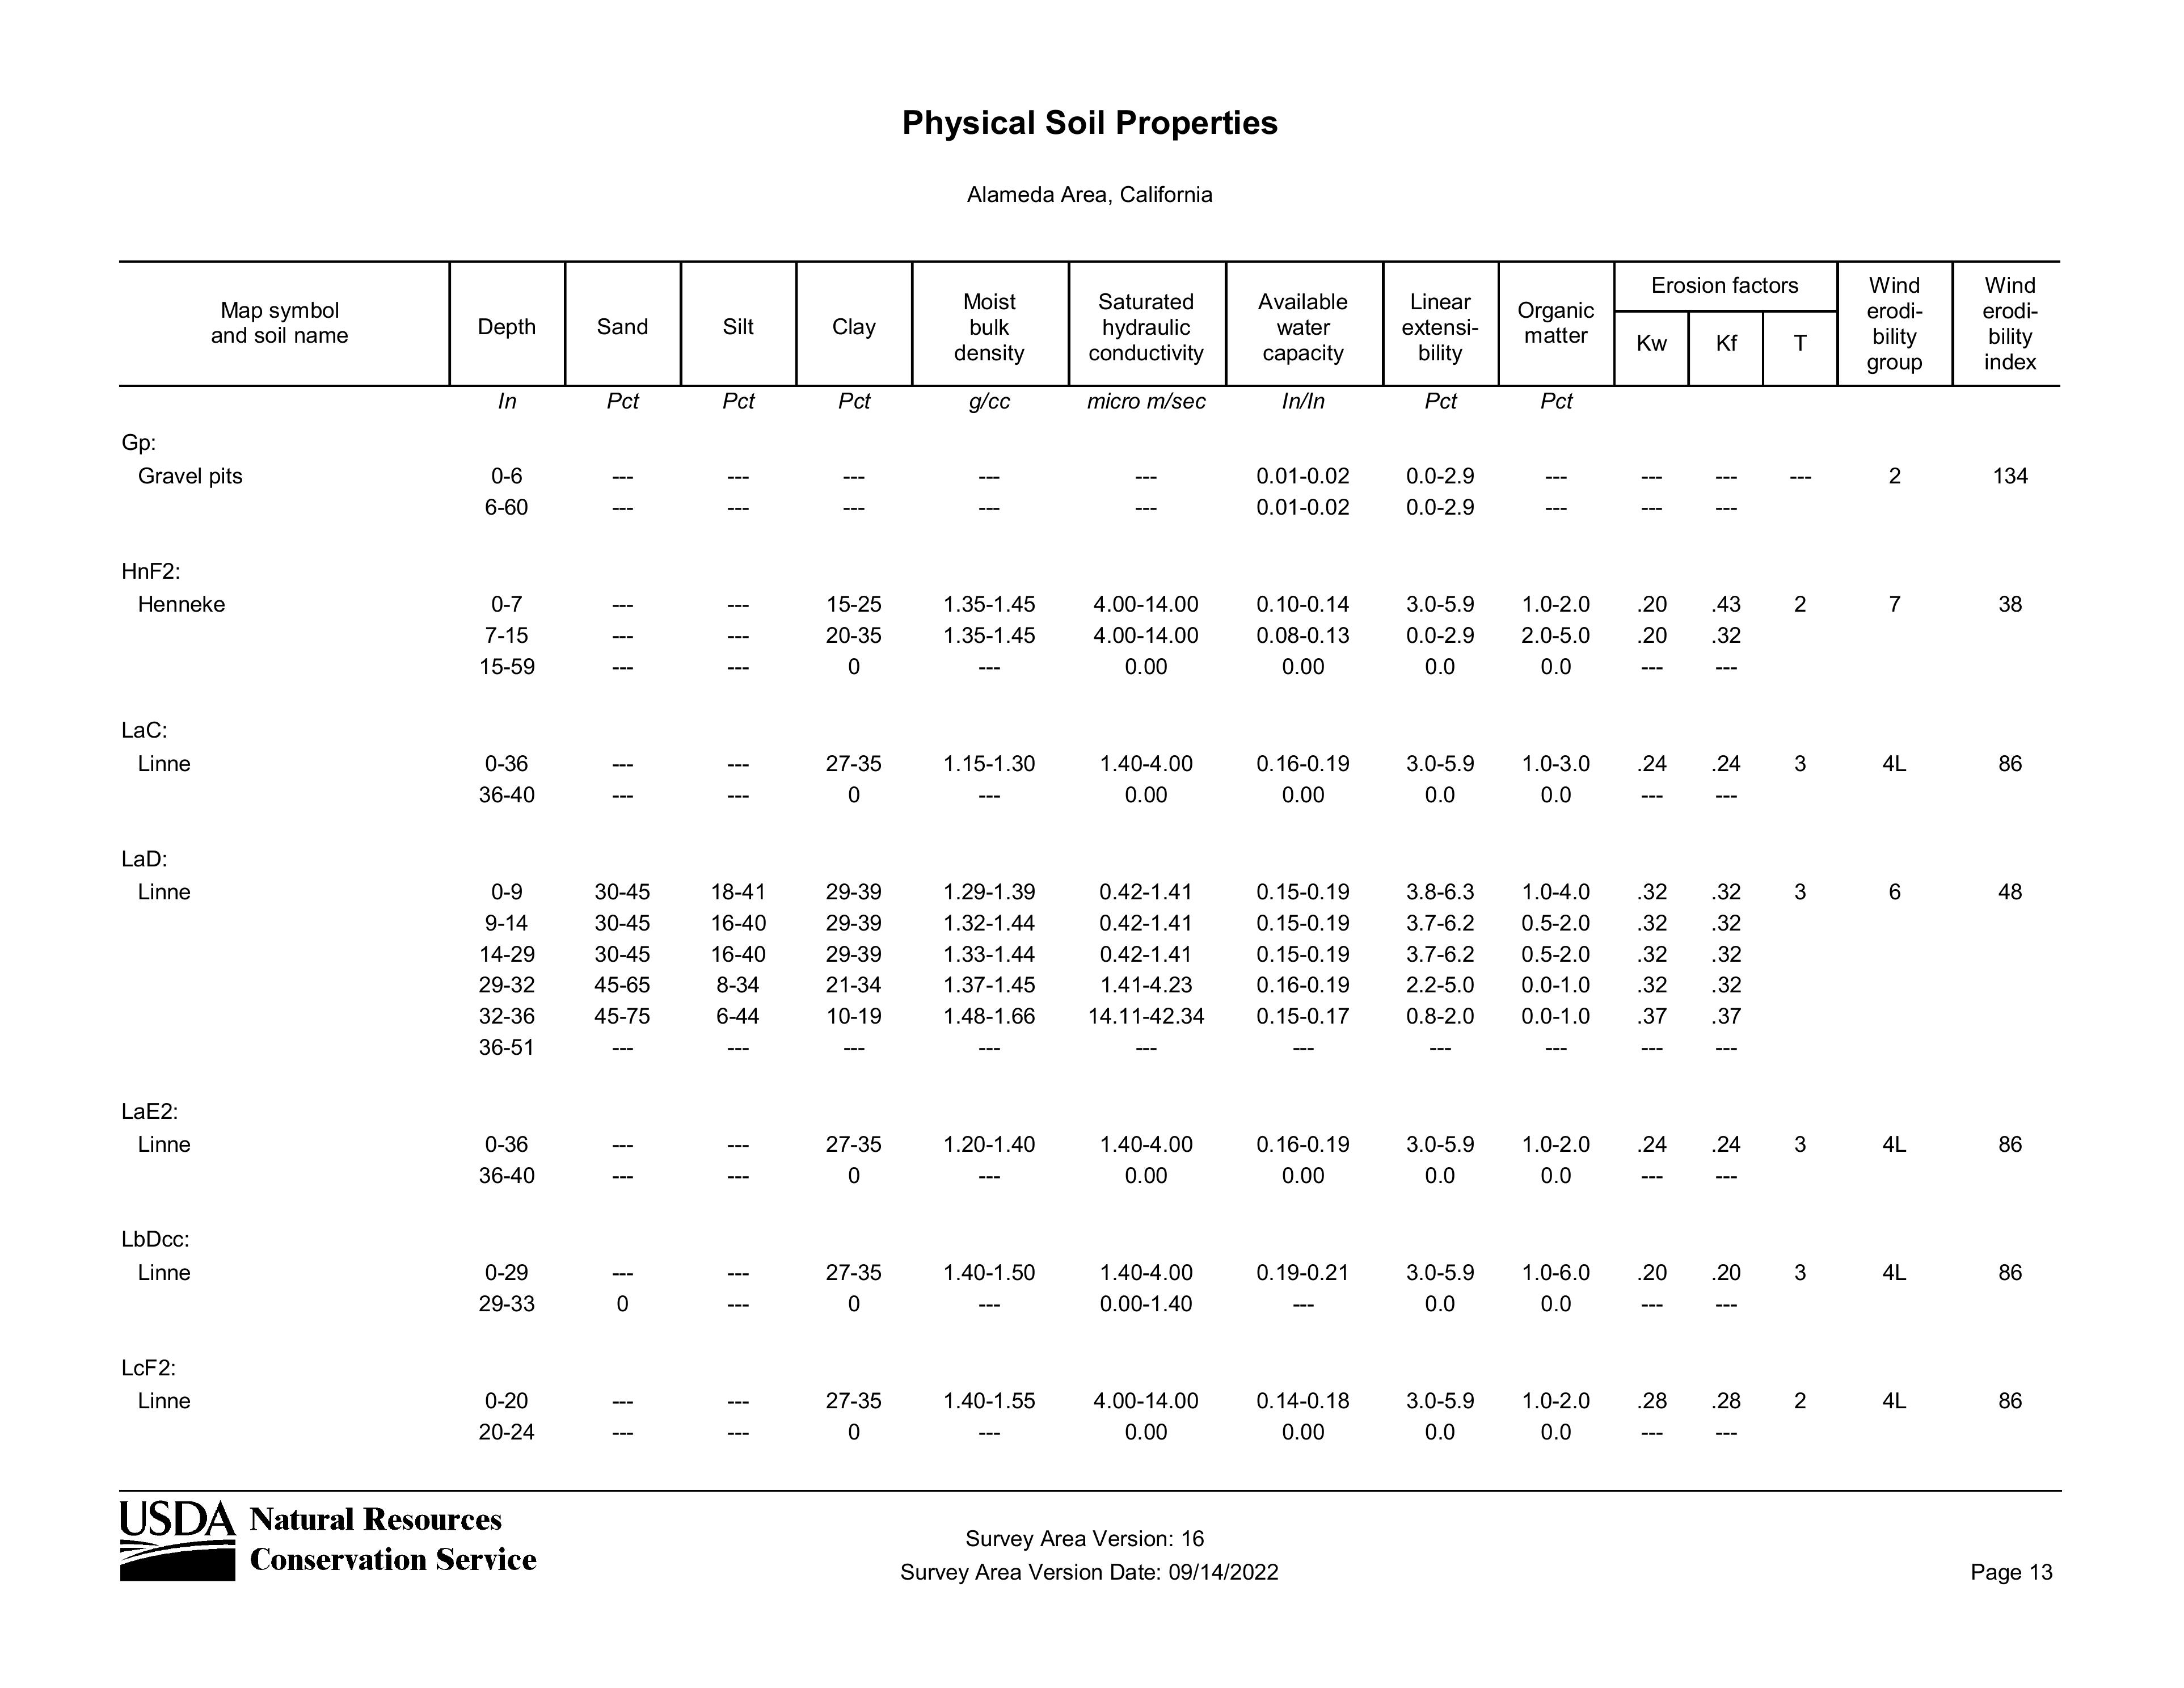 Physical Soil Properties
Alameda Area, California
Map symbol and soil name Depth Sand Silt Clay Moist bulk density Saturated hydraulic conductivity Available water capacity Linear extensi- bility Organic matter Erosion factors Kw Kf T Wind erodi- bility group Wind erodi- bility index
In Pct Pct Pct g/cc micro m/sec In/In Pct Pct
Gp:
Gravel pits 0-6 --- --- --- --- --- 0.01-0.02 0.0-2.9 --- --- --- --- 2 134
6-60 --- --- --- --- --- 0.01-0.02 0.0-2.9 --- --- ---
HnF2:
Henneke 0-7 --- --- 15-25 1.35-1.45 4.00-14.00 0.10-0.14 3.0-5.9 1.0-2.0 .20 .43 2 7 38
7-15 --- --- 20-35 1.35-1.45 4.00-14.00 0.08-0.13 0.0-2.9 2.0-5.0 .20 .32
15-59 --- --- 0 --- 0.00 0.00 0.0 0.0 --- ---
LaC:
Linne 0-36 --- --- 27-35 1.15-1.30 1.40-4.00 0.16-0.19 3.0-5.9 1.0-3.0 .24 .24 3 4L 86
36-40 --- --- 0 --- 0.00 0.00 0.0 0.0 --- ---
LaD:
Linne 0-9 30-45 18-41 29-39 1.29-1.39 0.42-1.41 0.15-0.19 3.8-6.3 1.0-4.0 .32 .32 3 6 48
9-14 30-45 16-40 29-39 1.32-1.44 0.42-1.41 0.15-0.19 3.7-6.2 0.5-2.0 .32 .32
14-29 30-45 16-40 29-39 1.33-1.44 0.42-1.41 0.15-0.19 3.7-6.2 0.5-2.0 .32 .32
29-32 45-65 8-34 21-34 1.37-1.45 1.41-4.23 0.16-0.19 2.2-5.0 0.0-1.0 .32 .32
32-36 45-75 6-44 10-19 1.48-1.66 14.11-42.34 0.15-0.17 0.8-2.0 0.0-1.0 .37 .37
36-51 --- --- --- --- --- --- --- --- --- ---
LaE2:
Linne 0-36 --- --- 27-35 1.20-1.40 1.40-4.00 0.16-0.19 3.0-5.9 1.0-2.0 .24 .24 3 4L 86
36-40 --- --- 0 --- 0.00 0.00 0.0 0.0 --- ---
LbDcc:
Linne 0-29 --- --- 27-35 1.40-1.50 1.40-4.00 0.19-0.21 3.0-5.9 1.0-6.0 .20 .20 3 4L 86
29-33 0 --- 0 --- 0.00-1.40 --- 0.0 0.0 --- ---
LcF2:
Linne 0-20 --- --- 27-35 1.40-1.55 4.00-14.00 0.14-0.18 3.0-5.9 1.0-2.0 .28 .28 2 4L 86
20-24 --- --- 0 --- 0.00 0.00 0.0 0.0 --- ---
USDA Natural Resources
Conservation Service
Survey Area Version: 16
Survey Area Version Date: 09/14/2022
Page 13